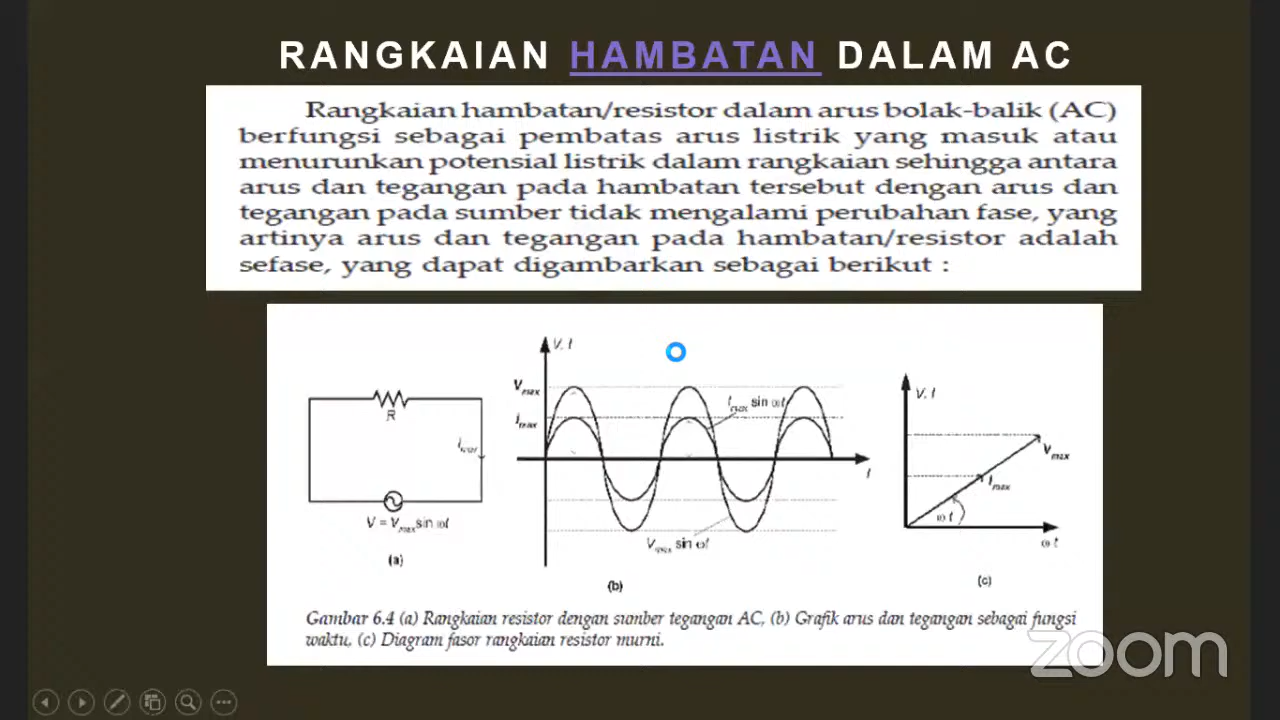 RANGKAIAN HAMBATAN DALAM AC
Rangkaian hambatan/resistor dalam arus bolak-balik (AC)
berfungsi sebagai pembatas arus listrik yang masuk atau
menurunkan potensial listrik dalam rangkaian sehingga antara
arus dan tegangan pada hambatan tersebut dengan arus dan
tegangan pada sumber tidak mengalami perubahan fase, yang
artinya arus dan tegangan pada hambatan/resistor adalah
sefase, yang dapat digambarkan sebagai berikut :
R
V = Vmax sin ωt
(a)
V. I
Vmax
Imax
Imax sin ωt
t
Vmax sin ωt
(b)
V. I
Vmax
Imax
ωt
ωt
(c)
Gambar 6.4 (a) Rangkaian resistor dengan sumber tegangan AC, (b) Grafik arus dan tegangan sebagai fungsi
waktu, (c) Diagram fasor rangkaian resistor murni.
zoom